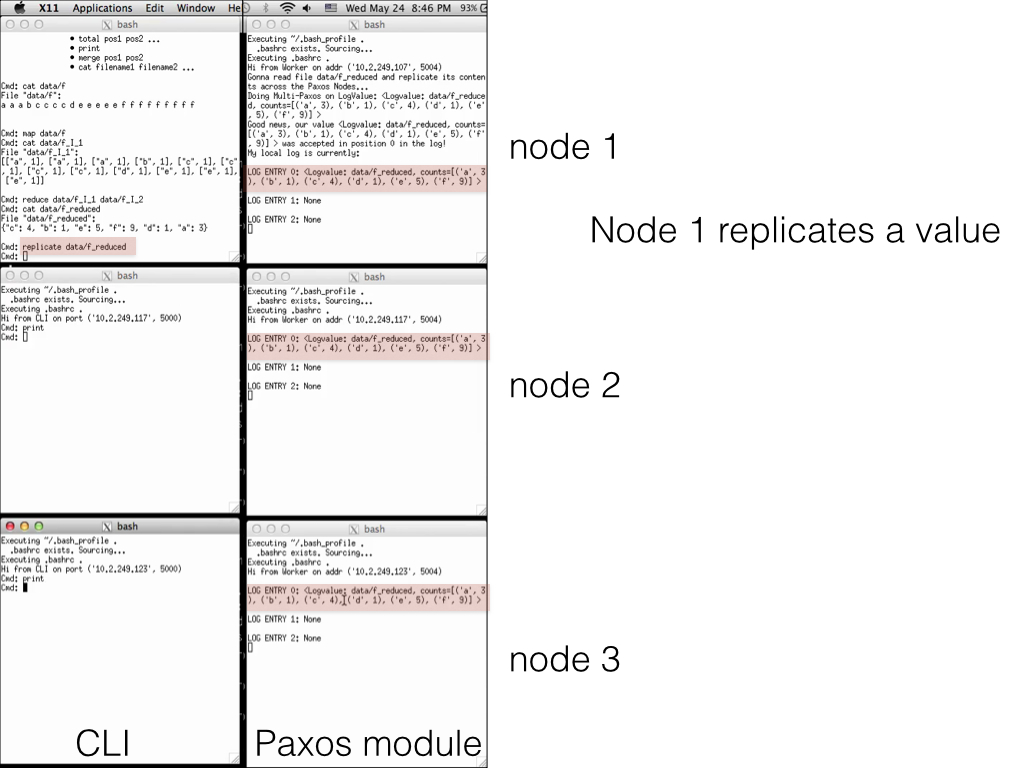 X11 Applications Edit Window He
Wed May 24 8:46 PM 93%
bash
• total pos1 pos2 ...
• print
• merge pos1 pos2
• cat filename1 filename2 ...
Cmd: cat data/f
File "data/f":
a a a b c c c c d e e e e e f f f f f f f f f
Cmd: map data/f
Cmd: cat data/f_I_1
File "data/f_I_1":
[["a", 1], ["a", 1], ["a", 1], ["b", 1], ["c", 1], ["c"
, 1], ["c", 1], ["c", 1], ["d", 1], ["e", 1], ["e", 1],
["e", 1]]
Cmd: reduce data/f_I_1 data/f_I_2
Cmd: cat data/f_reduced
File "data/f_reduced":
{"c": 4, "b": 1, "e": 5, "f": 9, "d": 1, "a": 3}
Cmd: replicate data/f_reduced
Cmd:
bash
Executing ~/.bash_profile .
.bashrc exists. Sourcing...
Executing .bashrc .
Hi from Worker on addr ('10.2.249.107', 5004)
Gonna read file data/f_reduced and replicate its conten
ts across the Paxos Nodes...
Doing Multi-Paxos on LogValue: <Logvalue: data/f_reduce
d, counts=[('a', 3), ('b', 1), ('c', 4), ('d', 1), ('e'
, 5), ('f', 9)] >
Good news, our value <Logvalue: data/f_reduced, counts=
[('a', 3), ('b', 1), ('c', 4), ('d', 1), ('e', 5), ('f'
, 9)] > was accepted in position 0 in the log!
My local log is currently:
LOG ENTRY 0: <Logvalue: data/f_reduced, counts=[('a', 3
), ('b', 1), ('c', 4), ('d', 1), ('e', 5), ('f', 9)] >
LOG ENTRY 1: None
LOG ENTRY 2: None
node 1
Node 1 replicates a value
bash
Executing ~/.bash_profile .
.bashrc exists. Sourcing...
Executing .bashrc .
Hi from CLI on port ('10.2.249.117', 5000)
Cmd: print
Cmd:
bash
Executing ~/.bash_profile .
.bashrc exists. Sourcing...
Executing .bashrc .
Hi from Worker on addr ('10.2.249.117', 5004)
LOG ENTRY 0: <Logvalue: data/f_reduced, counts=[('a', 3
), ('b', 1), ('c', 4), ('d', 1), ('e', 5), ('f', 9)] >
LOG ENTRY 1: None
LOG ENTRY 2: None
node 2
bash
Executing ~/.bash_profile .
.bashrc exists. Sourcing...
Executing .bashrc .
Hi from CLI on port ('10.2.249.123', 5000)
Cmd: print
Cmd:
bash
Executing ~/.bash_profile .
.bashrc exists. Sourcing...
Executing .bashrc .
Hi from Worker on addr ('10.2.249.123', 5004)
LOG ENTRY 0: <Logvalue: data/f_reduced, counts=[('a', 3
), ('b', 1), ('c', 4), ('d', 1), ('e', 5), ('f', 9)] >
LOG ENTRY 1: None
LOG ENTRY 2: None
node 3
CLI
Paxos module